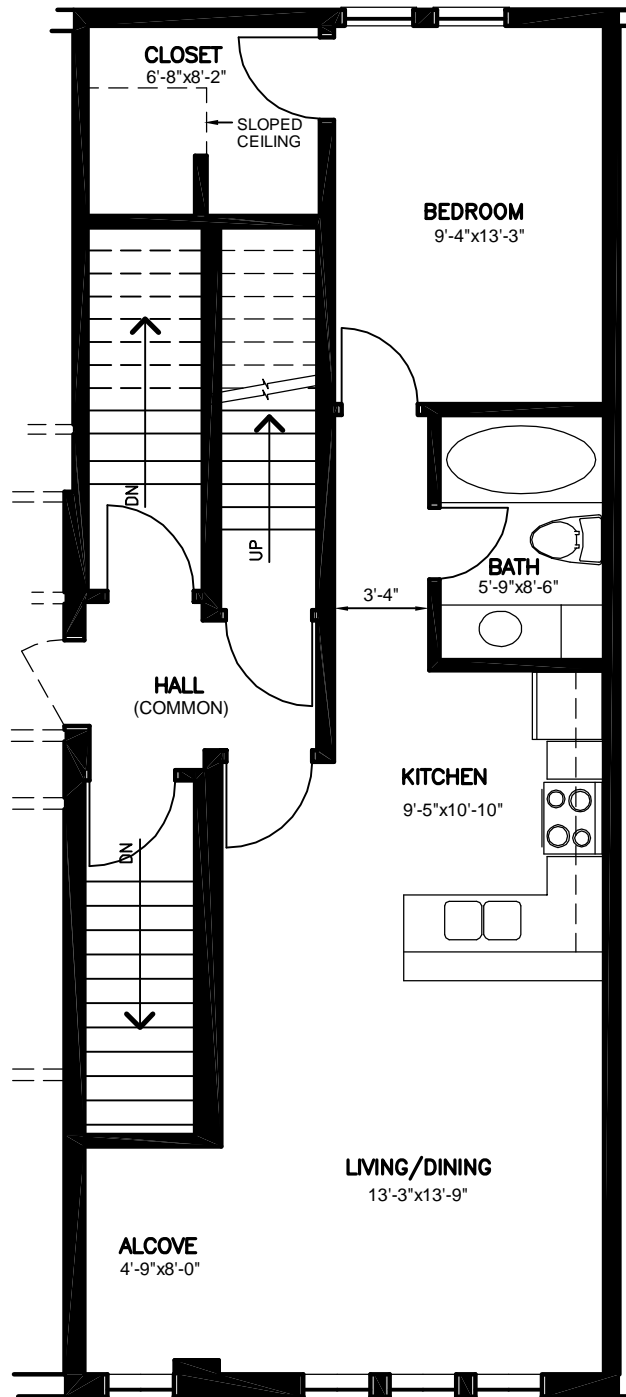 CLOSET
6'-8"x8'-2"
SLOPED
CEILING
BEDROOM
9'-4"x13'-3"
DN
UP
BATH
5'-9"x8'-6"
3'-4"
HALL
(COMMON)
KITCHEN
9'-5"x10'-10"
DN
LIVING/DINING
13'-3"x13'-9"
ALCOVE
4'-9"x8'-0"